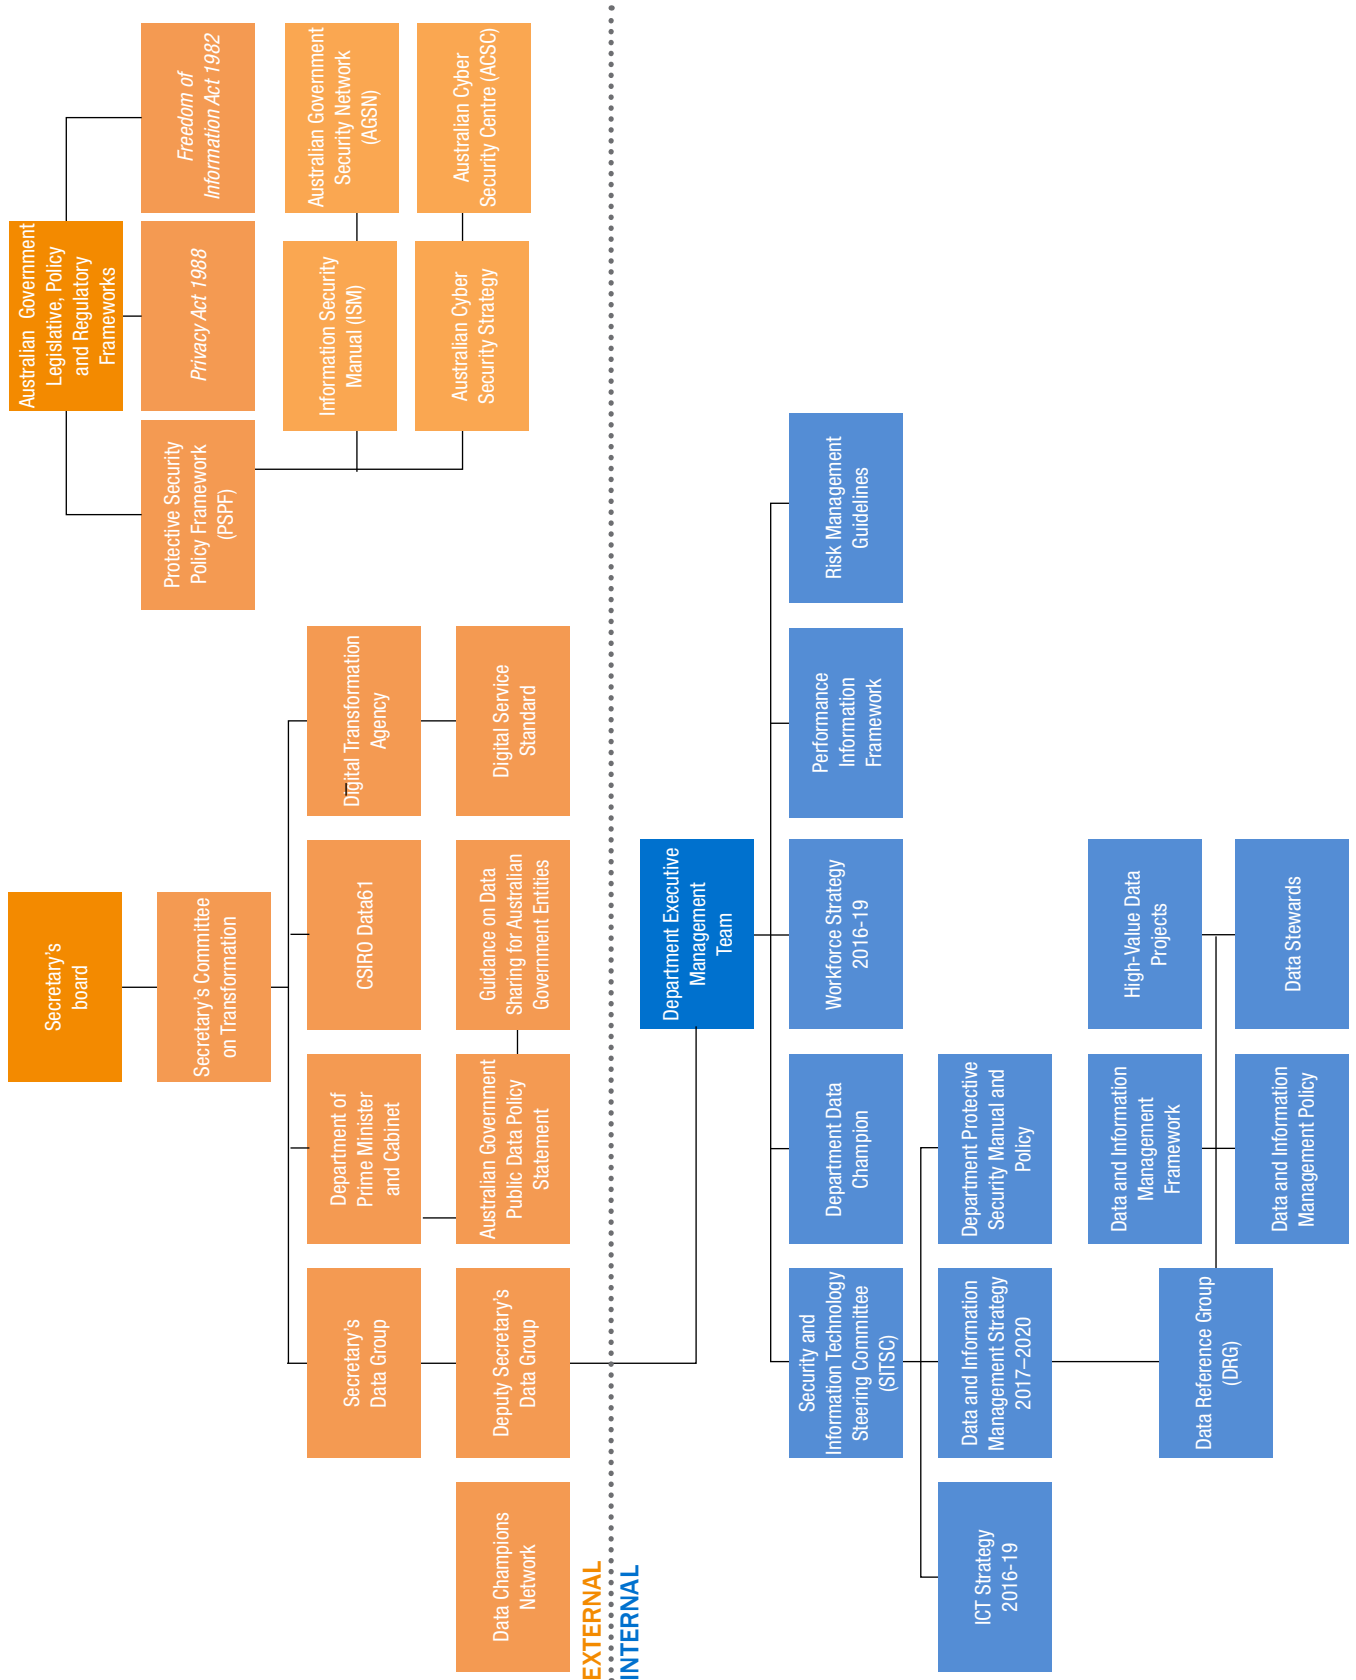 Secretary's
board
Secretary's Committee
on Transformation
Secretary's
Data Group
Department of
Prime Minister
and Cabinet
CSIRO Data61
Digital Transformation
Agency
Data Champions
Network
Deputy Secretary's
Data Group
Australian Government
Public Data Policy
Statement
Guidance on Data
Sharing for Australian
Government Entities
Digital Service
Standard
Australian Government
Legislative, Policy
and Regulatory
Frameworks
Protective Security
Policy Framework
(PSPF)
Privacy Act 1988
Freedom of
Information Act 1982
Information Security
Manual (ISM)
Australian Government
Security Network
(AGSN)
Australian Cyber
Security Strategy
Australian Cyber
Security Centre (ACSC)
EXTERNAL
INTERNAL
Department Executive
Management
Team
Security and
Information Technology
Steering Committee
(SITSC)
Department Data
Champion
Workforce Strategy
2016-19
Performance
Information
Framework
Risk Management
Guidelines
ICT Strategy
2016-19
Data and Information
Management Strategy
2017–2020
Department Protective
Security Manual and
Policy
Data Reference Group
(DRG)
Data and Information
Management
Framework
High-Value Data
Projects
Data and Information
Management Policy
Data Stewards